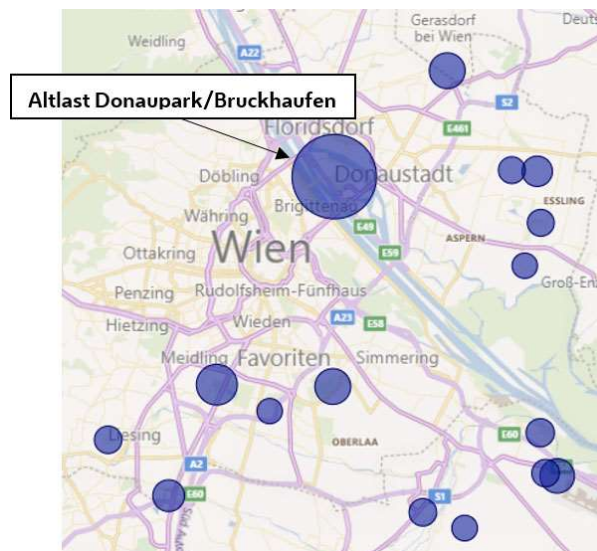 Gerasdorf
bei Wien
Deuts
Weidling
A22
S2
Altlast Donaupark/Bruckhaufen
Floridsdorf
E461
Döbling
Donaustadt
Währing
Brigittenau
ESSLING
E49
ASPERN
Wien
E59
Ottakring
Groß-Enz
Penzing
Rudolfsheim-Fünfhaus
Hietzing
Wieden
A23
E58
Meidling
Favoriten
Simmering
Liesing
OBERLAA
E60
A2
E60
S1
Süd Auto